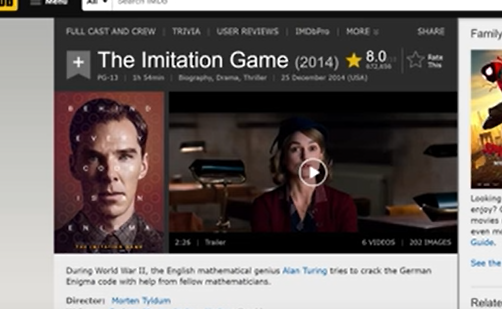 Menu
All
Search IMDb
FULL CAST AND CREW | TRIVIA | USER REVIEWS | IMDbPro | MORE
SHARE
The Imitation Game (2014)
8.0
Rate This
PG-13 | 1h 54min | Biography, Drama, Thriller | 25 December 2014 (USA)
BEHIND
EVERY
CODE
IS AN
ENIGMA
THE IMITATION GAME
2:26 | Trailer
6 VIDEOS | 202 IMAGES
During World War II, the English mathematical genius Alan Turing tries to crack the German
Enigma code with help from fellow mathematicians.
Director: Morten Tyldum
Family
Looking
enjoy?
movies
even m
Guide.
See the
Relate